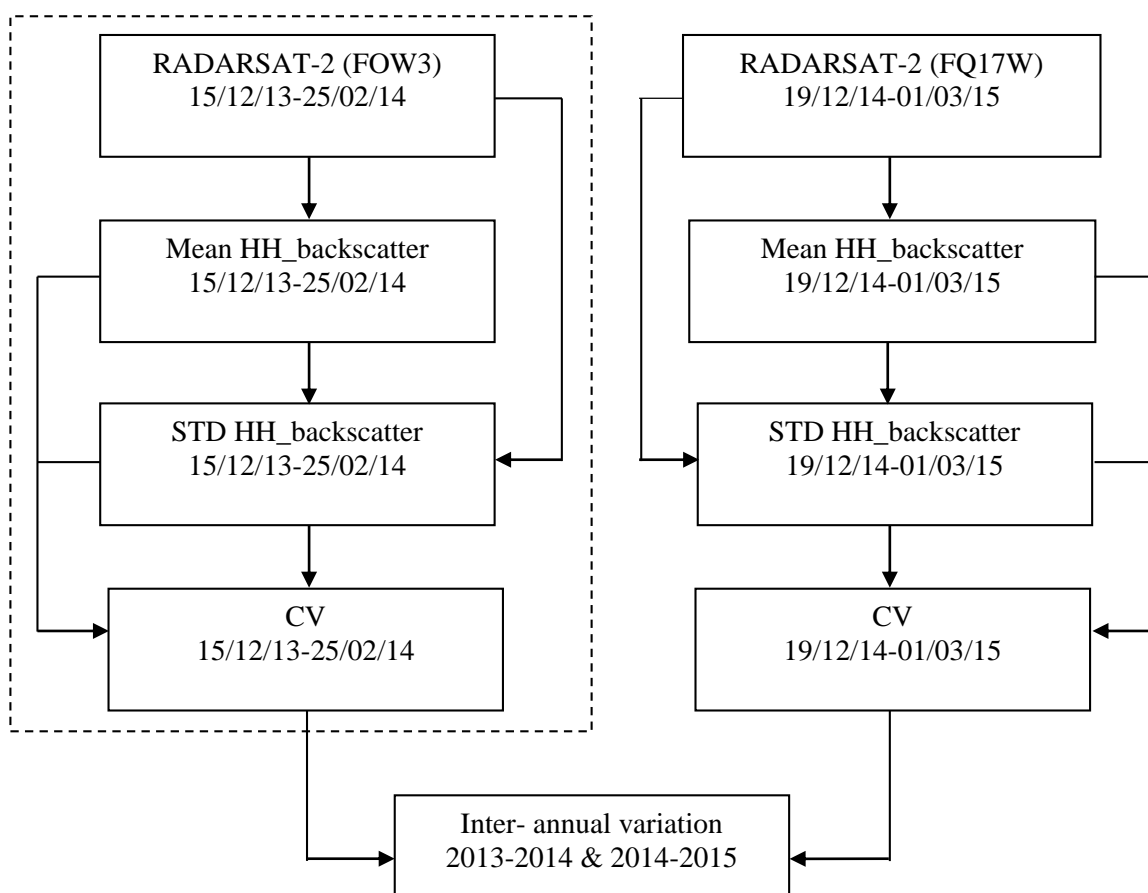 RADARSAT-2 (FOW3)
15/12/13-25/02/14
Mean HH_backscatter
15/12/13-25/02/14
STD HH_backscatter
15/12/13-25/02/14
CV
15/12/13-25/02/14
RADARSAT-2 (FQ17W)
19/12/14-01/03/15
Mean HH_backscatter
19/12/14-01/03/15
STD HH_backscatter
19/12/14-01/03/15
CV
19/12/14-01/03/15
Inter- annual variation
2013-2014 & 2014-2015